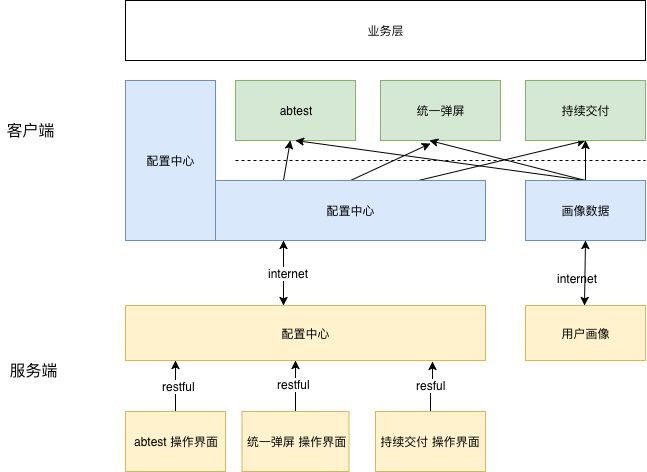 业务层
客户端
abtest
统一弹屏
持续交付
配置中心
配置中心
画像数据
internet
internet
配置中心
用户画像
服务端
restful
restful
resful
abtest 操作界面
统一弹屏 操作界面
持续交付 操作界面